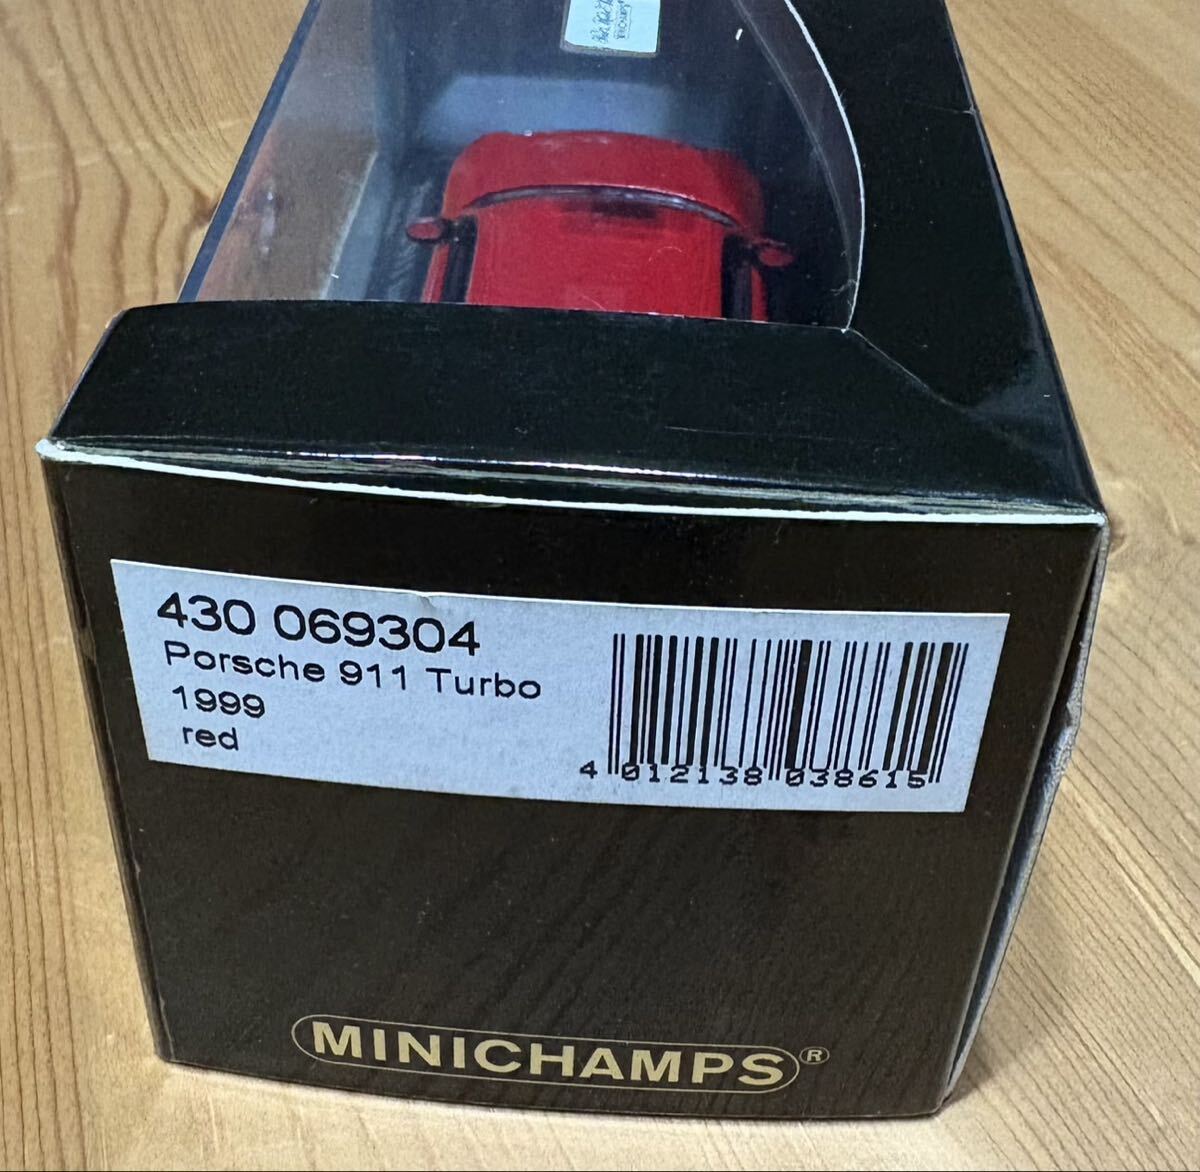 430 069304
Porsche 911 Turbo
1999
red
4 012138 038615
MINICHAMPS®